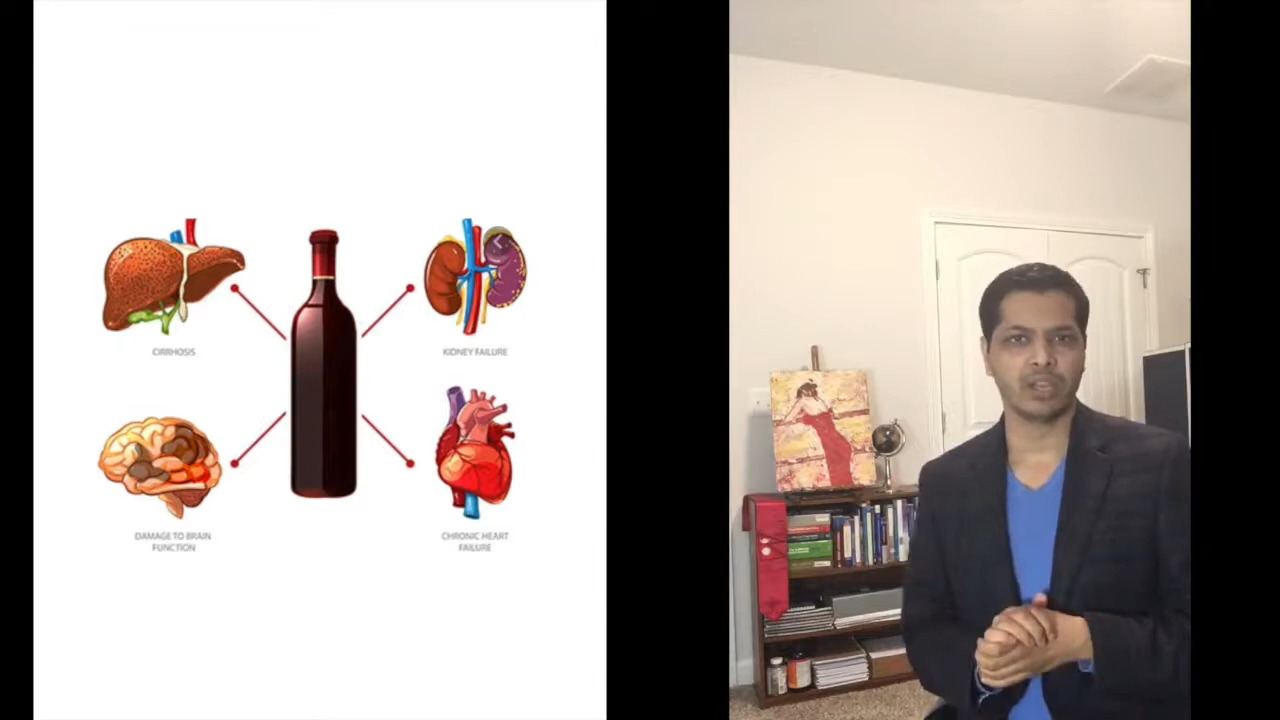 CIRRHOSIS
KIDNEY FAILURE
DAMAGE TO BRAIN
FUNCTION
CHRONIC HEART
FAILURE